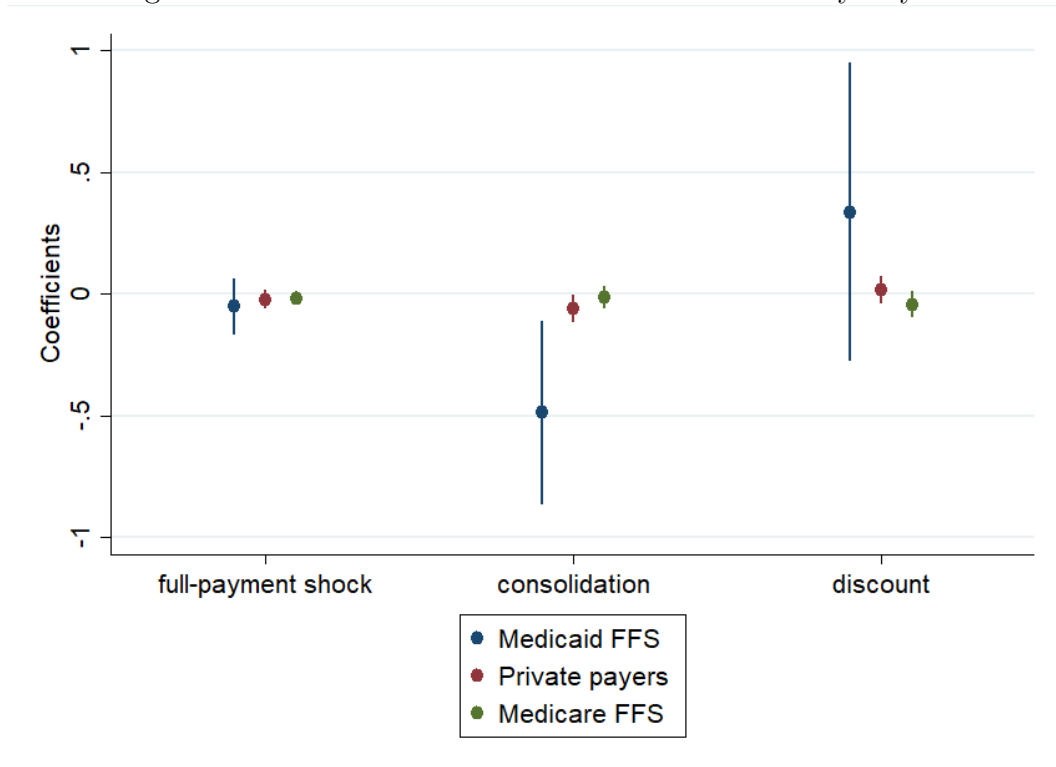 1
.5
0
-.5
-1
Coefficients
full-payment shock consolidation discount
Medicaid FFS
Private payers
Medicare FFS